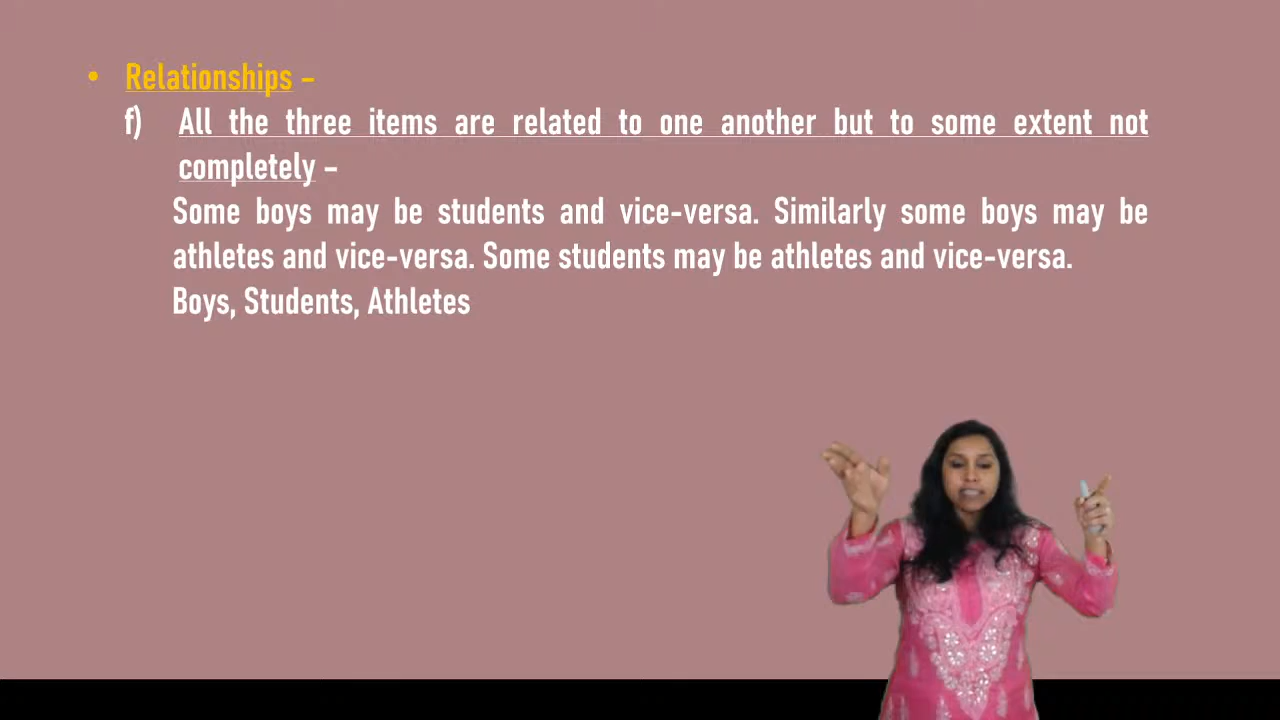 • Relationships –
f) All the three items are related to one another but to some extent not
completely –
Some boys may be students and vice-versa. Similarly some boys may be
athletes and vice-versa. Some students may be athletes and vice-versa.
Boys, Students, Athletes